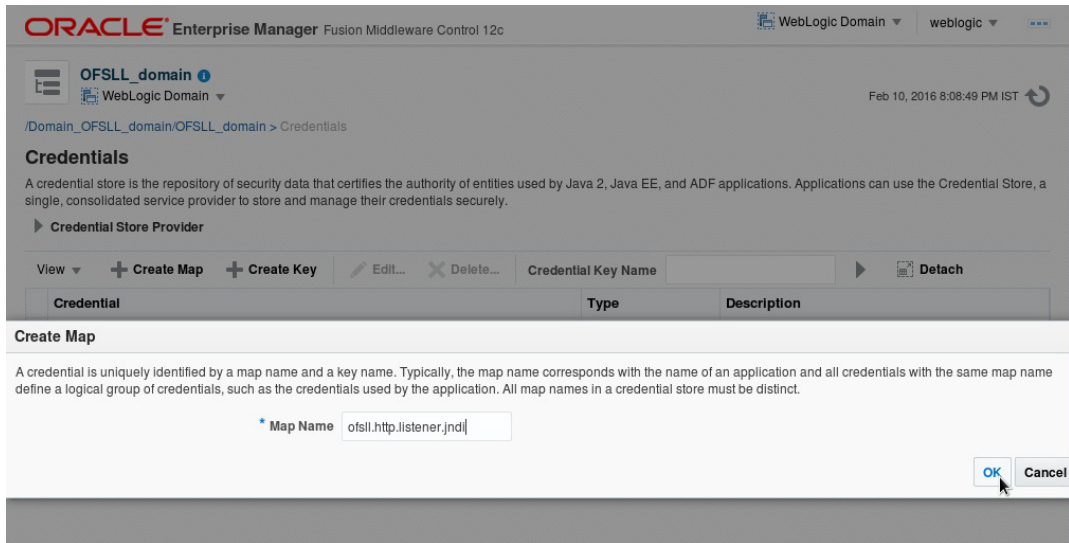 ORACLE Enterprise Manager Fusion Middleware Control 12c WebLogic Domain weblogic
OFSLL_domain
WebLogic Domain
Feb 10, 2016 8:08:49 PM IST
/Domain_OFSLL_domain/OFSLL_domain > Credentials
Credentials
A credential store is the repository of security data that certifies the authority of entities used by Java 2, Java EE, and ADF applications. Applications can use the Credential Store, a
single, consolidated service provider to store and manage their credentials securely.
Credential Store Provider
View Create Map Create Key Edit... Delete... Credential Key Name Detach
Credential Type Description
Create Map
A credential is uniquely identified by a map name and a key name. Typically, the map name corresponds with the name of an application and all credentials with the same map name
define a logical group of credentials, such as the credentials used by the application. All map names in a credential store must be distinct.
* Map Name ofsll.http.listener.jndi
OK Cancel